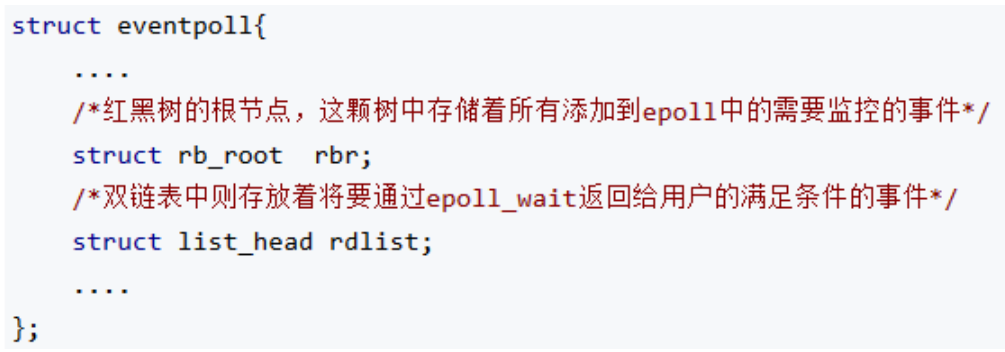 struct eventpoll{
    ....
    /*红黑树的根节点，这颗树中存储着所有添加到epoll中的需要监控的事件*/
    struct rb_root  rbr;
    /*双链表中则存放着将要通过epoll_wait返回给用户的满足条件的事件*/
    struct list_head rdlist;
    ....
};